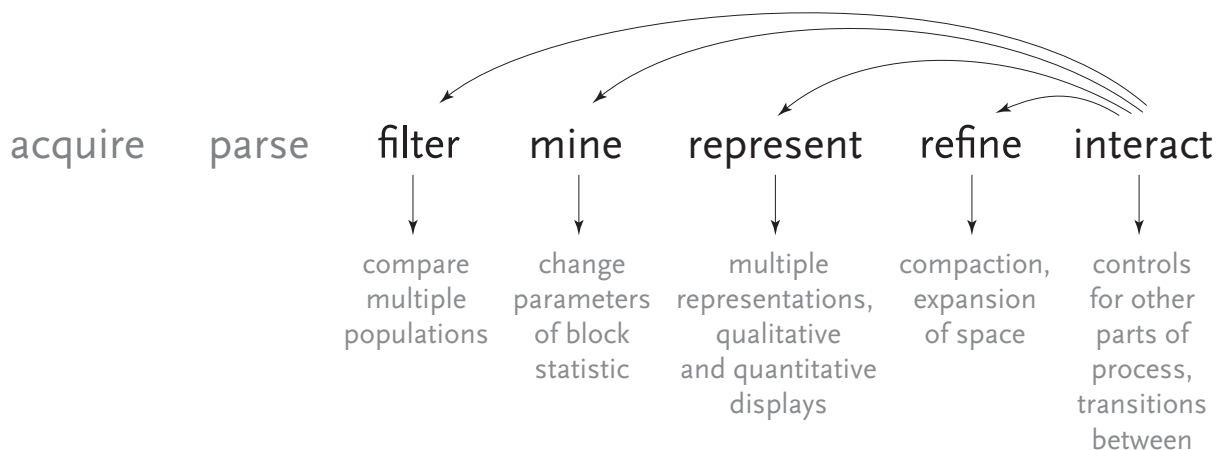 acquire parse filter mine represent refine interact
compare
multiple
populations
change
parameters
of block
statistic
multiple
representations,
qualitative
and quantitative
displays
compaction,
expansion
of space
controls
for other
parts of
process,
transitions
between